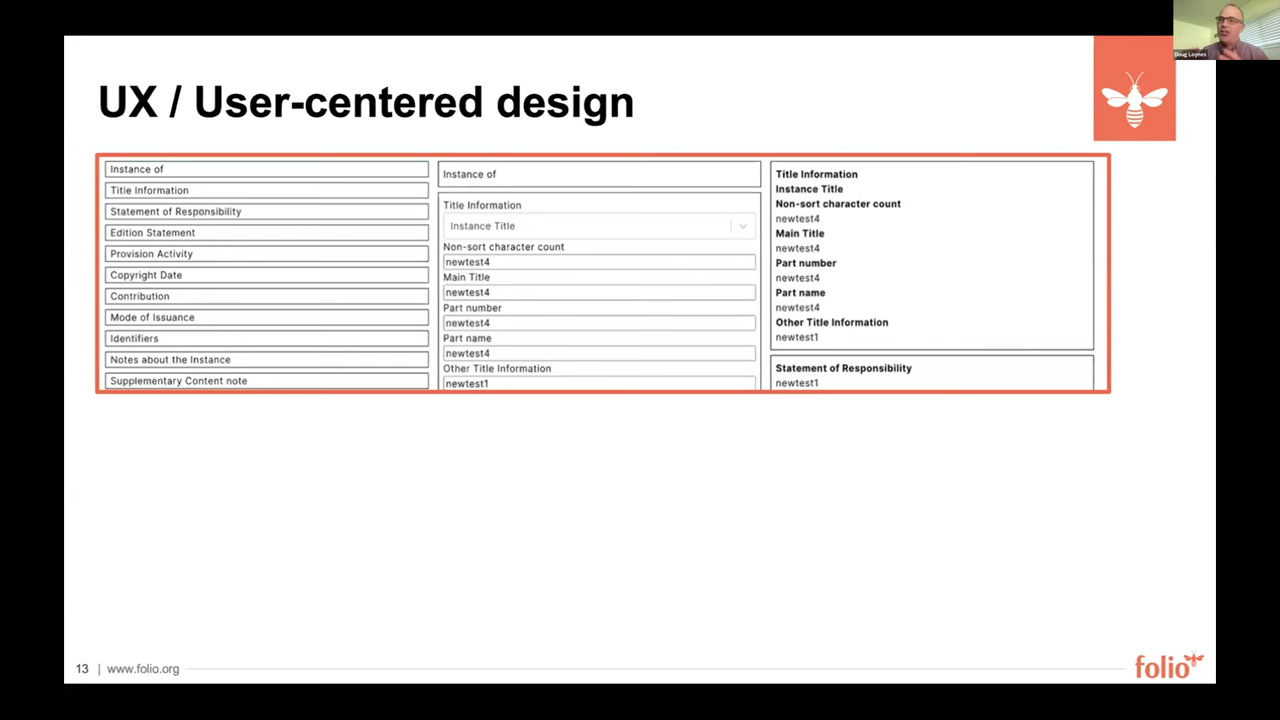 Doug Loynes
UX / User-centered design
Instance of
Title Information
Statement of Responsibility
Edition Statement
Provision Activity
Copyright Date
Contribution
Mode of Issuance
Identifiers
Notes about the Instance
Supplementary Content note
Instance of
Title Information
Instance Title
Non-sort character count
newtest4
Main Title
newtest4
Part number
newtest4
Part name
newtest4
Other Title Information
newtest1
Title Information
Instance Title
Non-sort character count
newtest4
Main Title
newtest4
Part number
newtest4
Part name
newtest4
Other Title Information
newtest1
Statement of Responsibility
newtest1
13 | www.folio.org
folio